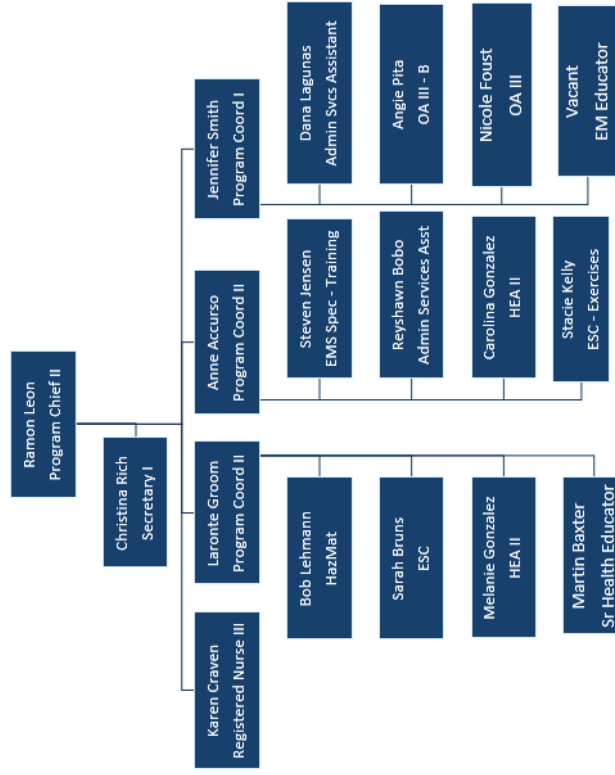 Ramon Leon
Program Chief II
Christina Rich
Secretary I
Karen Craven
Registered Nurse III
Laronte Groom
Program Coord II
Anne Accurso
Program Coord II
Jennifer Smith
Program Coord I
Bob Lehmann
HazMat
Sarah Bruns
ESC
Melanie Gonzalez
HEA II
Martin Baxter
Sr Health Educator
Steven Jensen
EMS Spec - Training
Reyshawn Bobo
Admin Services Asst
Carolina Gonzalez
HEA II
Stacie Kelly
ESC - Exercises
Dana Lagunas
Admin Svcs Assistant
Angie Pita
OA III - B
Nicole Foust
OA III
Vacant
EM Educator